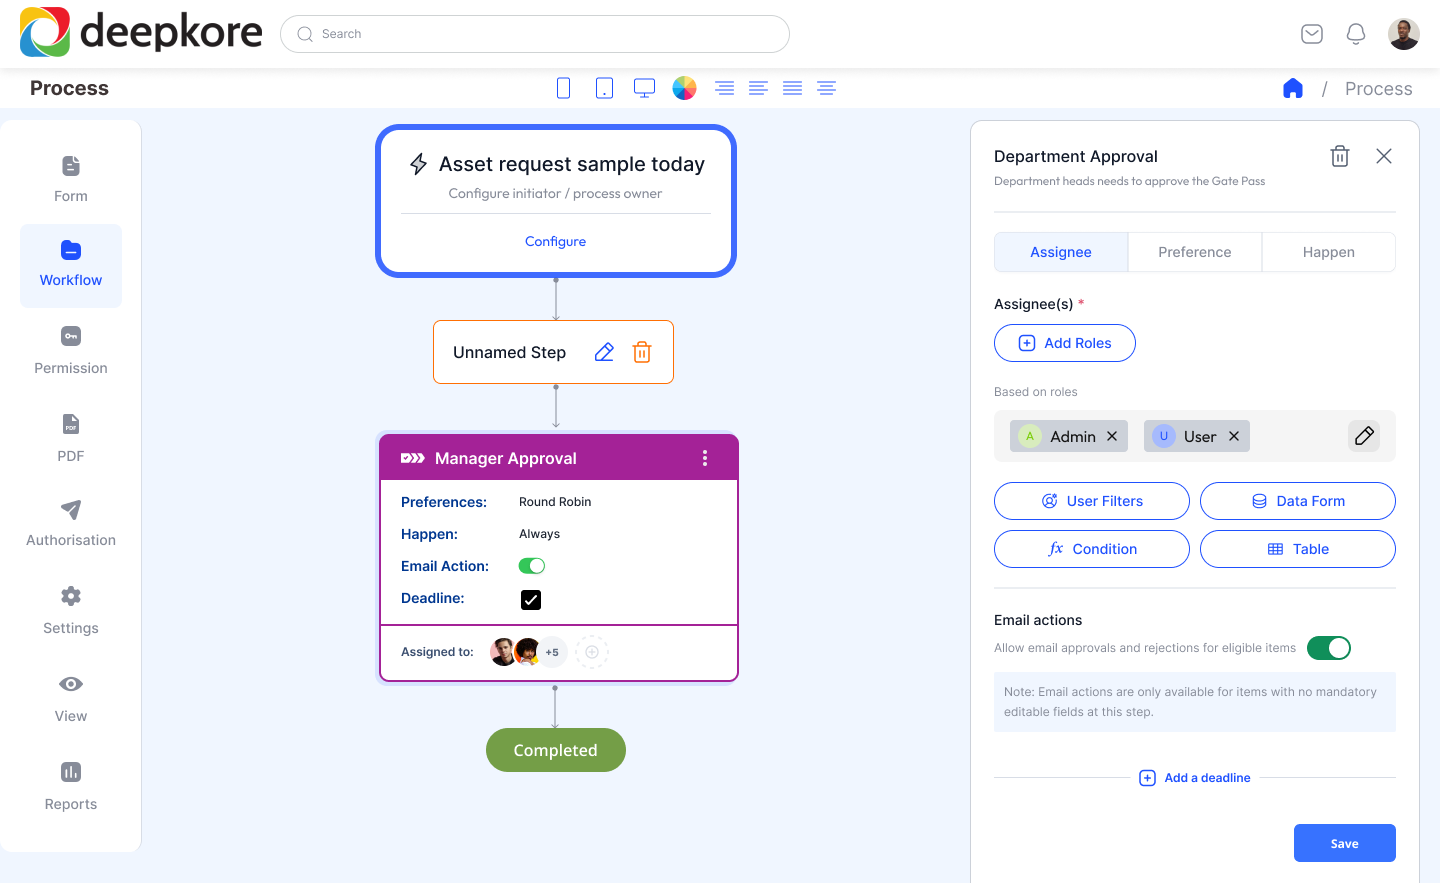 deepkore
Search
Process
/ Process
Form
Workflow
Permission
PDF
PDF
Authorisation
Settings
View
Reports
Asset request sample today
Configure initiator / process owner
Configure
Unnamed Step
Manager Approval
Preferences: Round Robin
Happen: Always
Email Action:
Deadline:
Assigned to: +5
Completed
Department Approval
Department heads needs to approve the Gate Pass
Assignee Preference Happen
Assignee(s) *
Add Roles
Based on roles
A Admin U User
User Filters Data Form
fx Condition Table
Email actions
Allow email approvals and rejections for eligible items
Note: Email actions are only available for items with no mandatory
editable fields at this step.
Add a deadline
Save